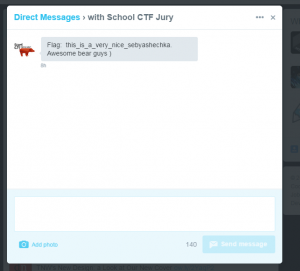 Direct Messages › with School CTF Jury
Flag: this_is_a_very_nice_sebyashechka.
Awesome bear guys )
Add photo
140
Send message